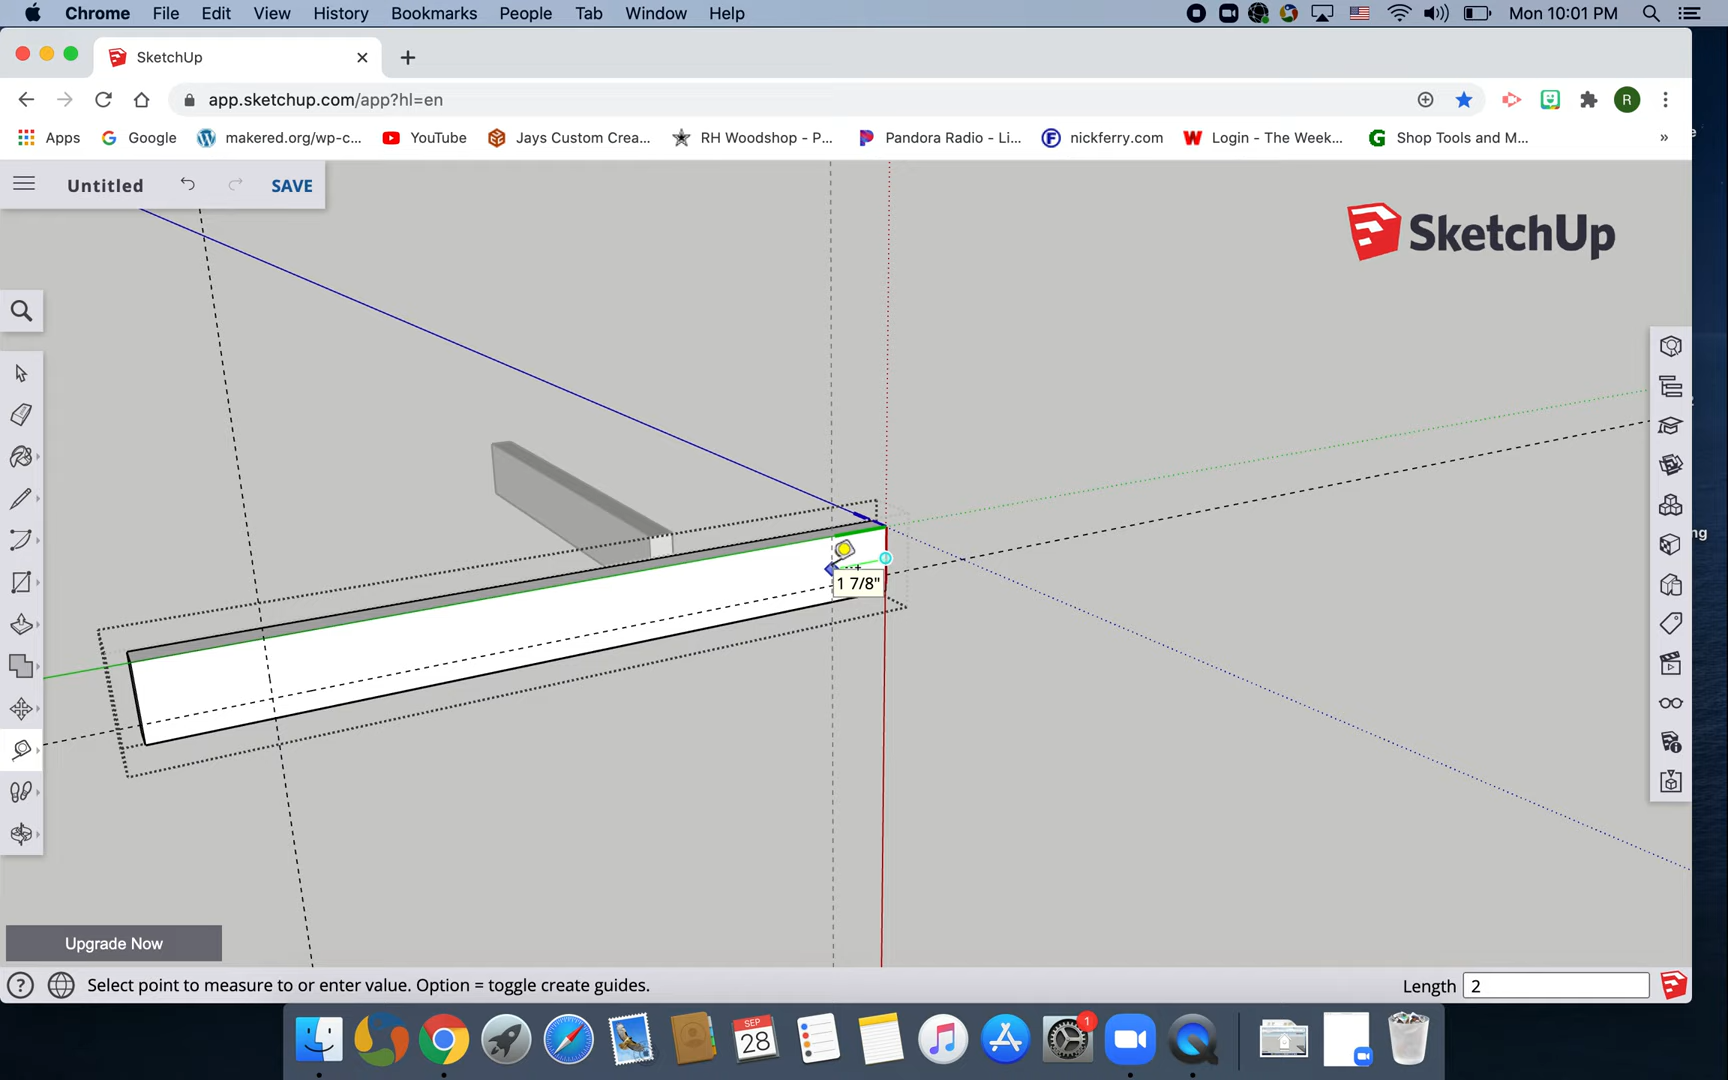 Chrome File Edit View History Bookmarks People Tab Window Help Mon 10:01 PM
SketchUp
app.sketchup.com/app?hl=en
R
Apps Google makered.org/wp-c... YouTube Jays Custom Crea... RH Woodshop - P... Pandora Radio - Li... nickferry.com Login - The Week... Shop Tools and M... »
Untitled SAVE
SketchUp
ng
1 7/8"
Upgrade Now
Select point to measure to or enter value. Option = toggle create guides. Length 2
SEP
28
1